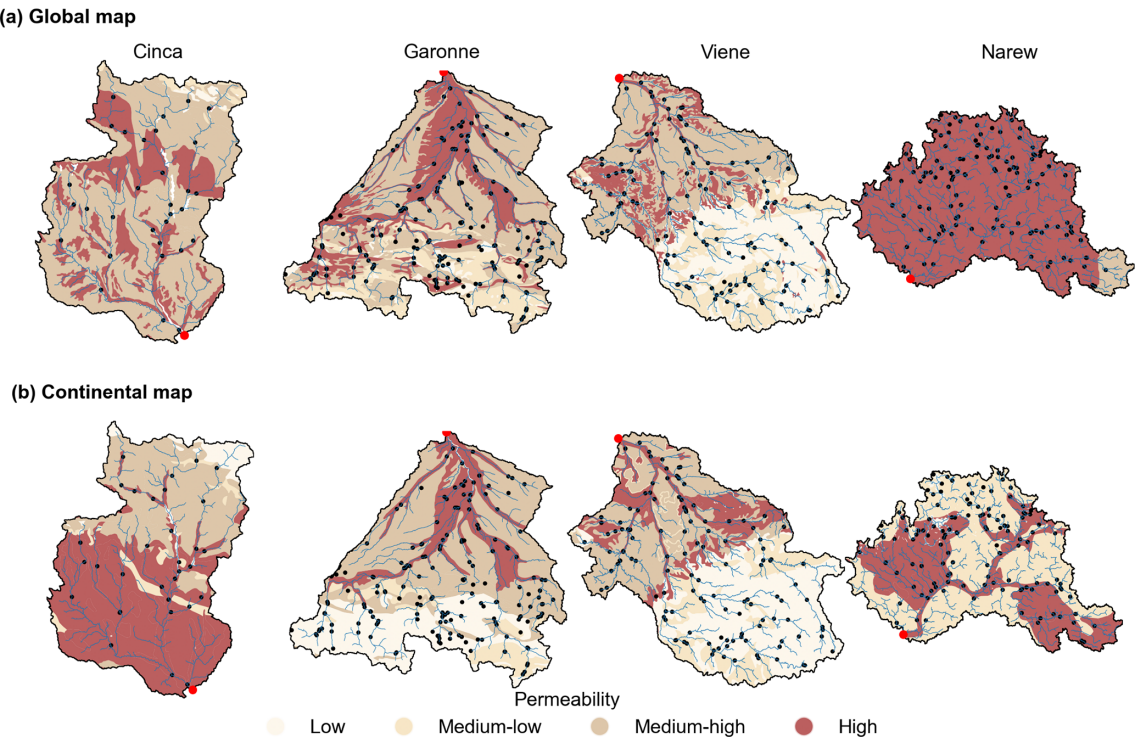 (a) Global map
Cinca Garonne Viene Narew
(b) Continental map
Permeability
Low Medium-low Medium-high High